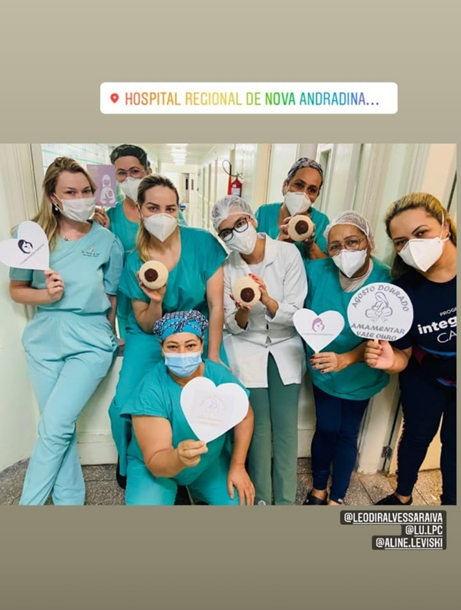 HOSPITAL REGIONAL DE NOVA ANDRADINA...
AGOSTO DOURADO
AMAMENTAR
VALE OURO
integ
CA
@LEODIRALVESSARAIVA
@LU.LPC
@ALINE.LEVISKI